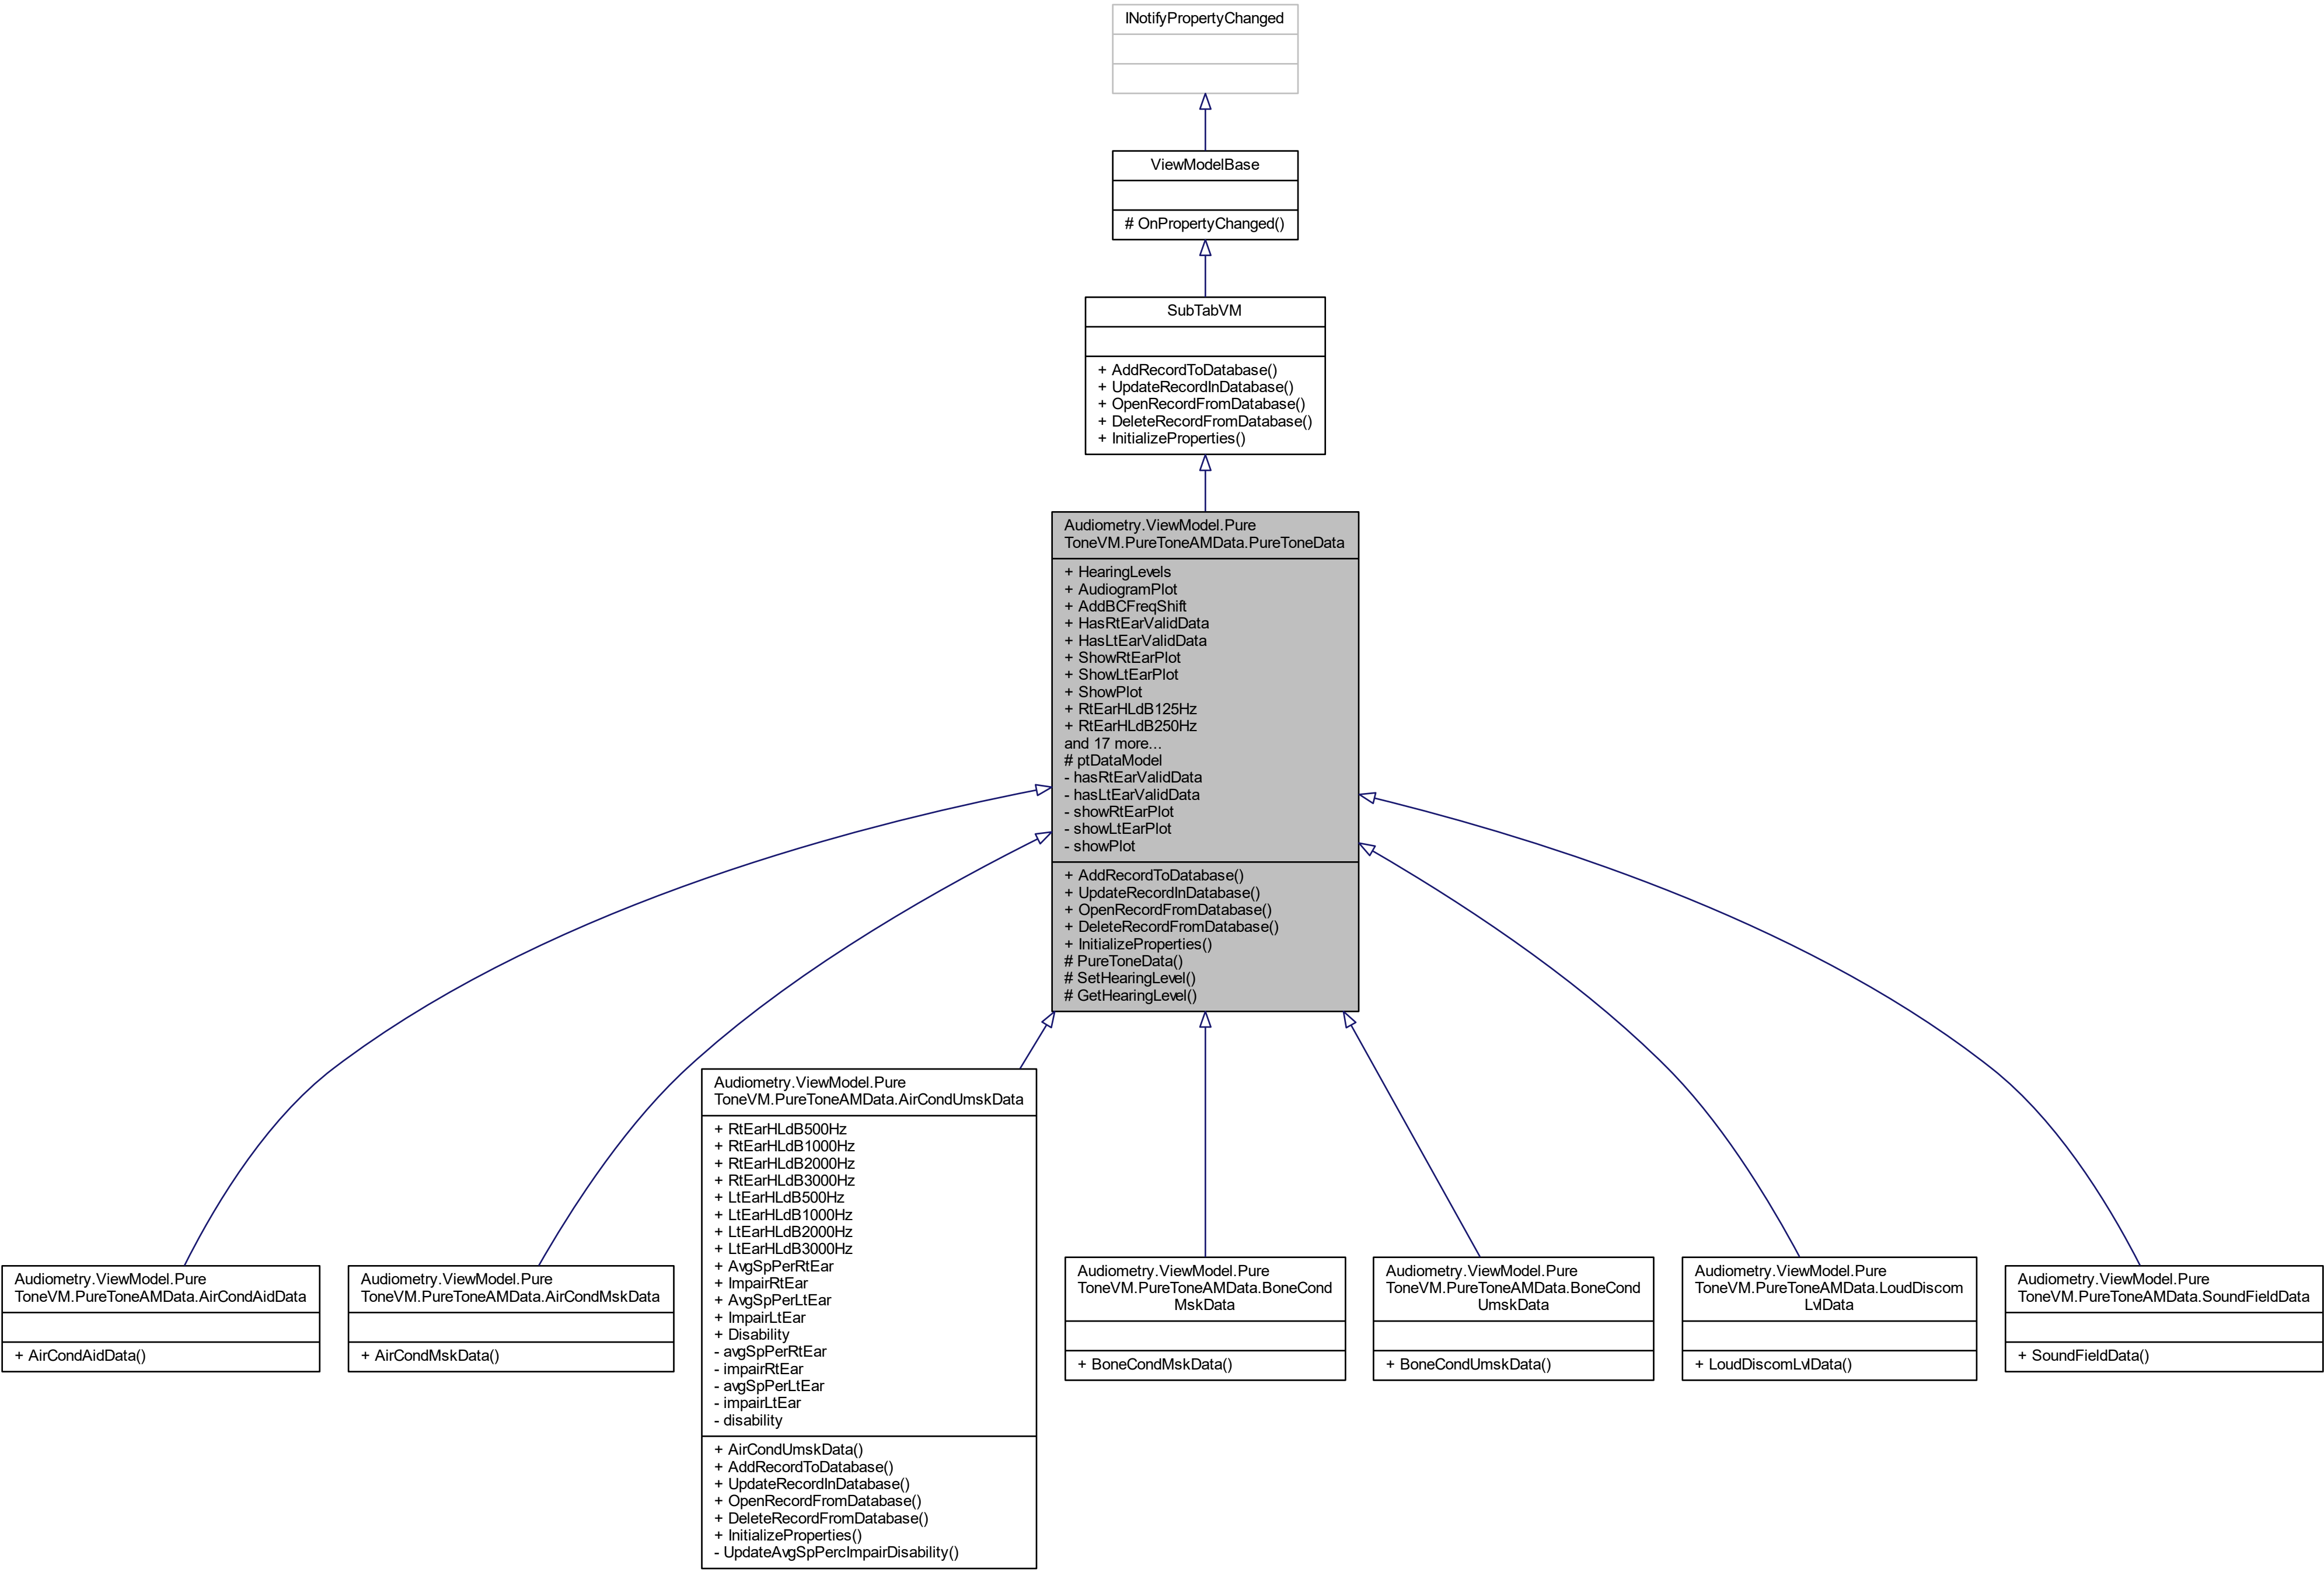 INotifyPropertyChanged
ViewModelBase
# OnPropertyChanged()
SubTabVM
+ AddRecordToDatabase()
+ UpdateRecordInDatabase()
+ OpenRecordFromDatabase()
+ DeleteRecordFromDatabase()
+ InitializeProperties()
Audiometry.ViewModel.Pure
ToneVM.PureToneAMData.PureToneData
+ HearingLevels
+ AudiogramPlot
+ AddBCFreqShift
+ HasRtEarValidData
+ HasLtEarValidData
+ ShowRtEarPlot
+ ShowLtEarPlot
+ ShowPlot
+ RtEarHLdB125Hz
+ RtEarHLdB250Hz
and 17 more...
# ptDataModel
- hasRtEarValidData
- hasLtEarValidData
- showRtEarPlot
- showLtEarPlot
- showPlot
+ AddRecordToDatabase()
+ UpdateRecordInDatabase()
+ OpenRecordFromDatabase()
+ DeleteRecordFromDatabase()
+ InitializeProperties()
# PureToneData()
# SetHearingLevel()
# GetHearingLevel()
Audiometry.ViewModel.Pure
ToneVM.PureToneAMData.AirCondAidData
+ AirCondAidData()
Audiometry.ViewModel.Pure
ToneVM.PureToneAMData.AirCondMskData
+ AirCondMskData()
Audiometry.ViewModel.Pure
ToneVM.PureToneAMData.AirCondUmskData
+ RtEarHLdB500Hz
+ RtEarHLdB1000Hz
+ RtEarHLdB2000Hz
+ RtEarHLdB3000Hz
+ LtEarHLdB500Hz
+ LtEarHLdB1000Hz
+ LtEarHLdB2000Hz
+ LtEarHLdB3000Hz
+ AvgSpPerRtEar
+ ImpairRtEar
+ AvgSpPerLtEar
+ ImpairLtEar
+ Disability
- avgSpPerRtEar
- impairRtEar
- avgSpPerLtEar
- impairLtEar
- disability
+ AirCondUmskData()
+ AddRecordToDatabase()
+ UpdateRecordInDatabase()
+ OpenRecordFromDatabase()
+ DeleteRecordFromDatabase()
+ InitializeProperties()
- UpdateAvgSpPercImpairDisability()
Audiometry.ViewModel.Pure
ToneVM.PureToneAMData.BoneCond
MskData
+ BoneCondMskData()
Audiometry.ViewModel.Pure
ToneVM.PureToneAMData.BoneCond
UmskData
+ BoneCondUmskData()
Audiometry.ViewModel.Pure
ToneVM.PureToneAMData.LoudDiscom
LvlData
+ LoudDiscomLvlData()
Audiometry.ViewModel.Pure
ToneVM.PureToneAMData.SoundFieldData
+ SoundFieldData()